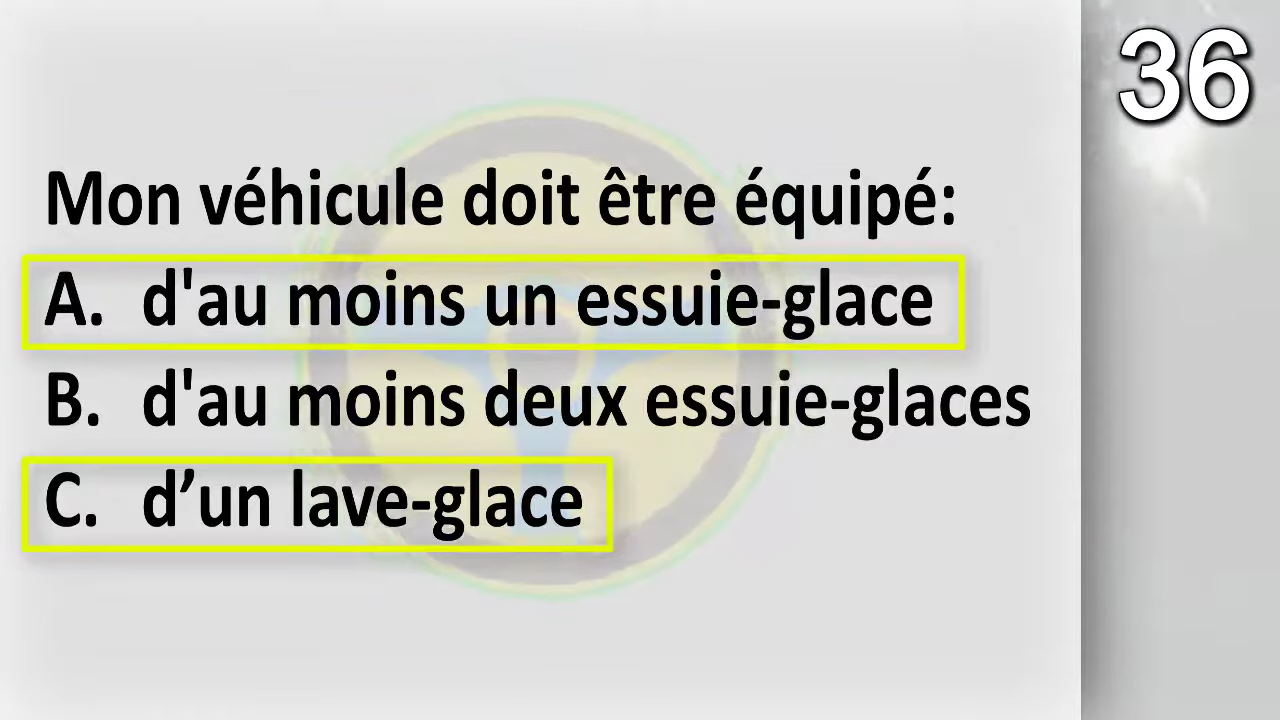 36
Mon véhicule doit être équipé:
A. d'au moins un essuie-glace
B. d'au moins deux essuie-glaces
C. d’un lave-glace